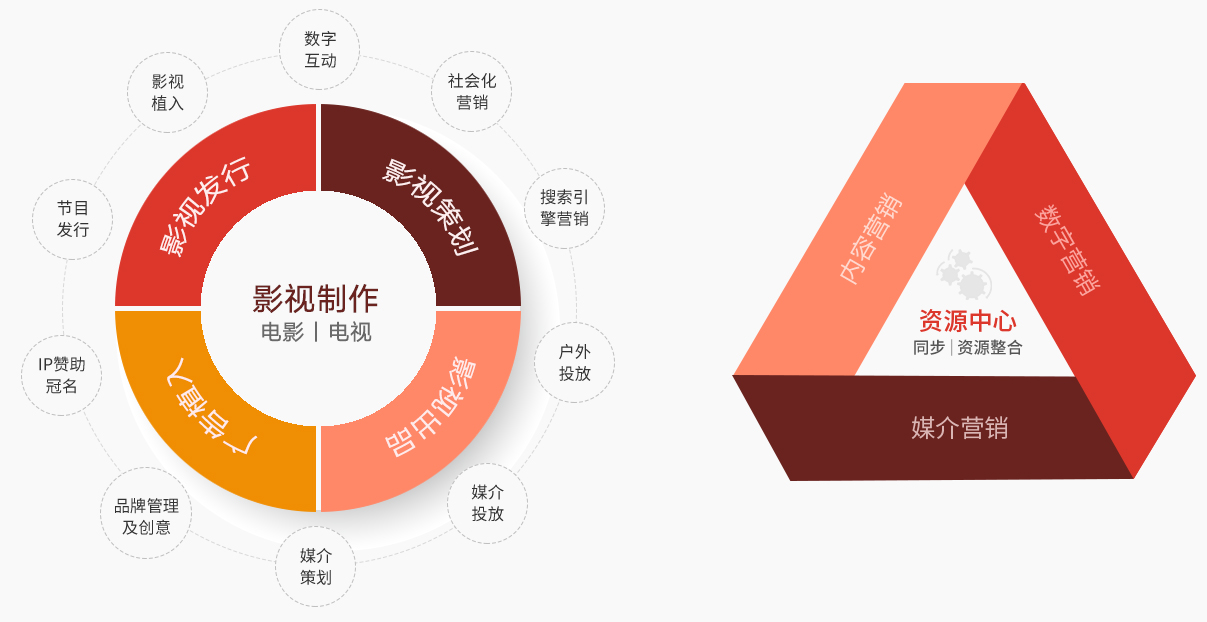 数字
互动
社会化
营销
搜索引
擎营销
户外
投放
媒介
投放
媒介
策划
品牌管理
及创意
IP赞助
冠名
节目
发行
影视
植入
影视发行
影视策划
影视出品
广告植入
影视制作
电影丨电视
内容营销
数字营销
媒介营销
资源中心
同步|资源整合